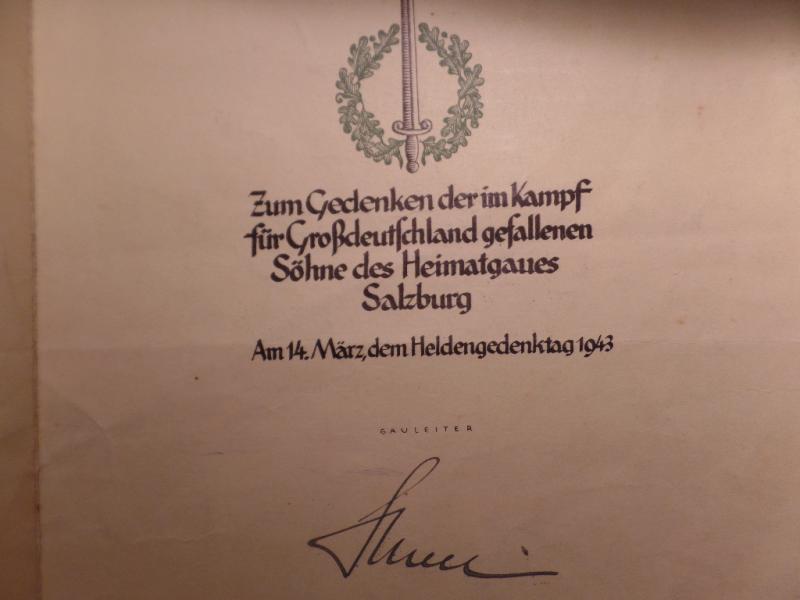 Zum Gedenken der im Kampf
für Großdeutschland gefallenen
Söhne des Heimatgaues
Salzburg
Am 14. März, dem Heldengedenktag 1943
GAULEITER